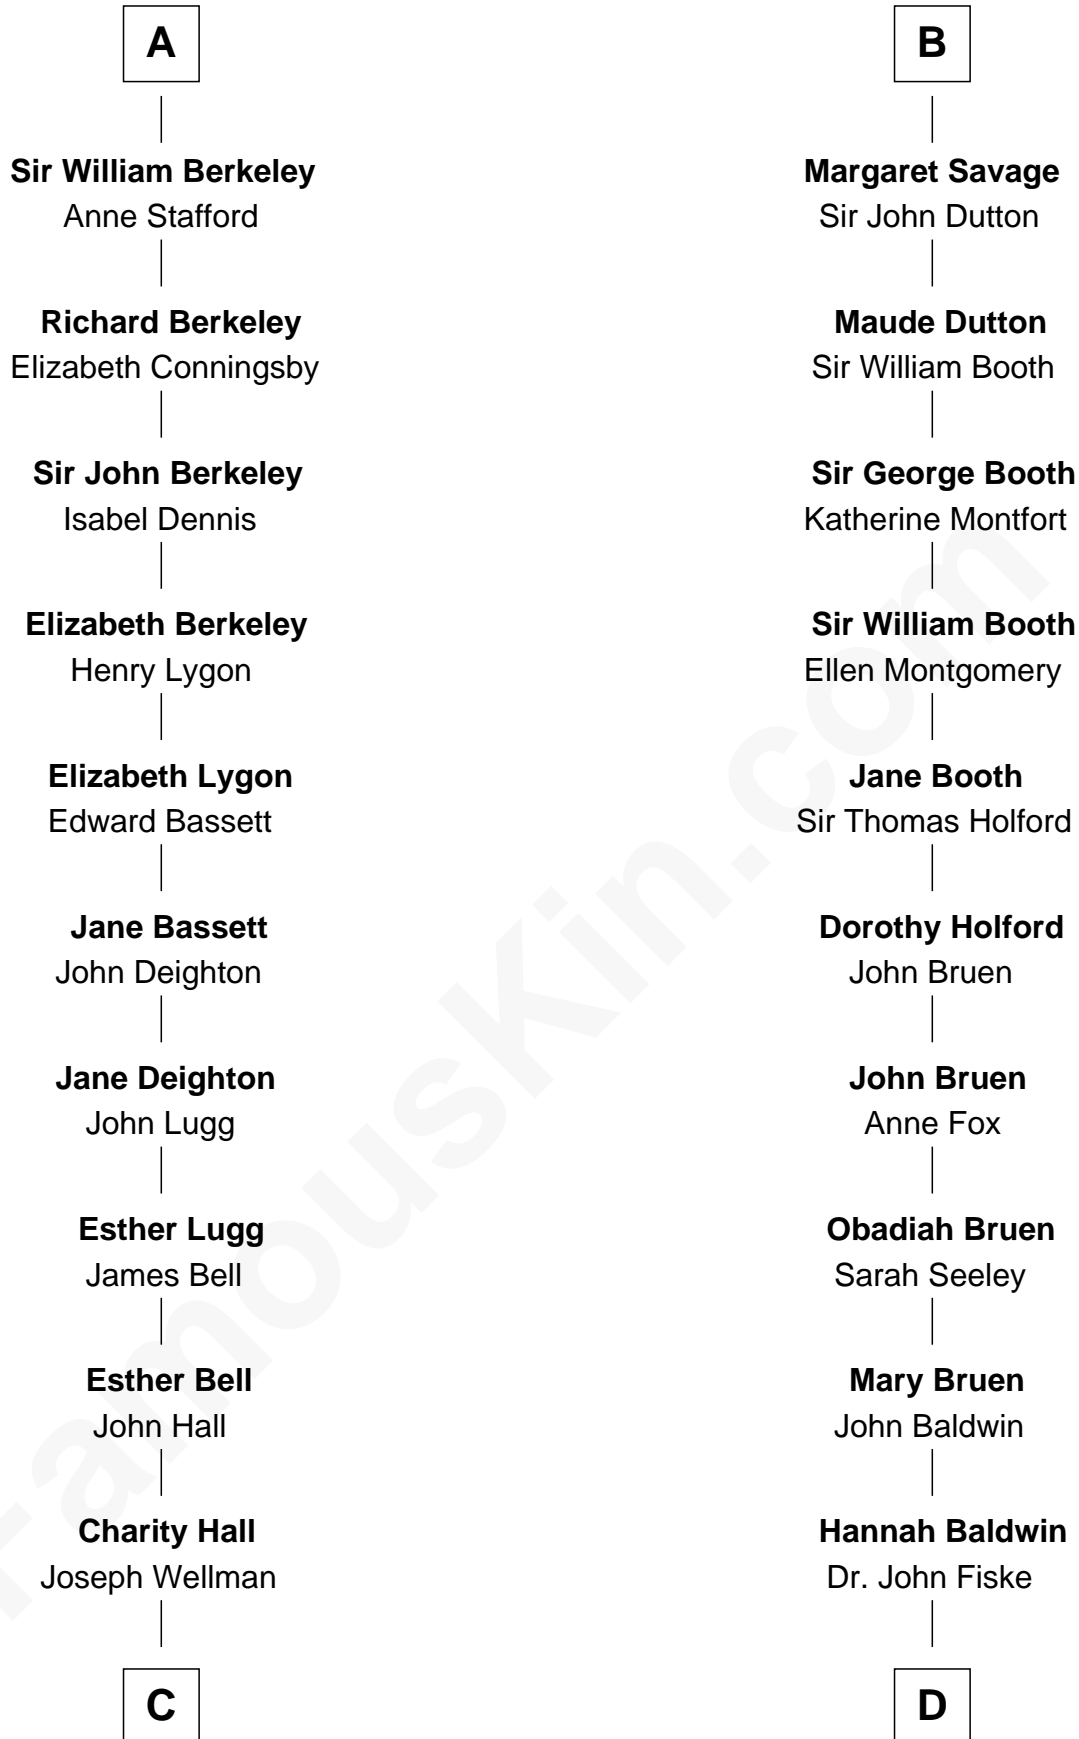 A
Sir William Berkeley
Anne Stafford
Richard Berkeley
Elizabeth Conningsby
Sir John Berkeley
Isabel Dennis
Elizabeth Berkeley
Henry Lygon
Elizabeth Lygon
Edward Bassett
Jane Bassett
John Deighton
Jane Deighton
John Lugg
Esther Lugg
James Bell
Esther Bell
John Hall
Charity Hall
Joseph Wellman
C
B
Margaret Savage
Sir John Dutton
Maude Dutton
Sir William Booth
Sir George Booth
Katherine Montfort
Sir William Booth
Ellen Montgomery
Jane Booth
Sir Thomas Holford
Dorothy Holford
John Bruen
John Bruen
Anne Fox
Obadiah Bruen
Sarah Seeley
Mary Bruen
John Baldwin
Hannah Baldwin
Dr. John Fiske
D
FamousKin.com